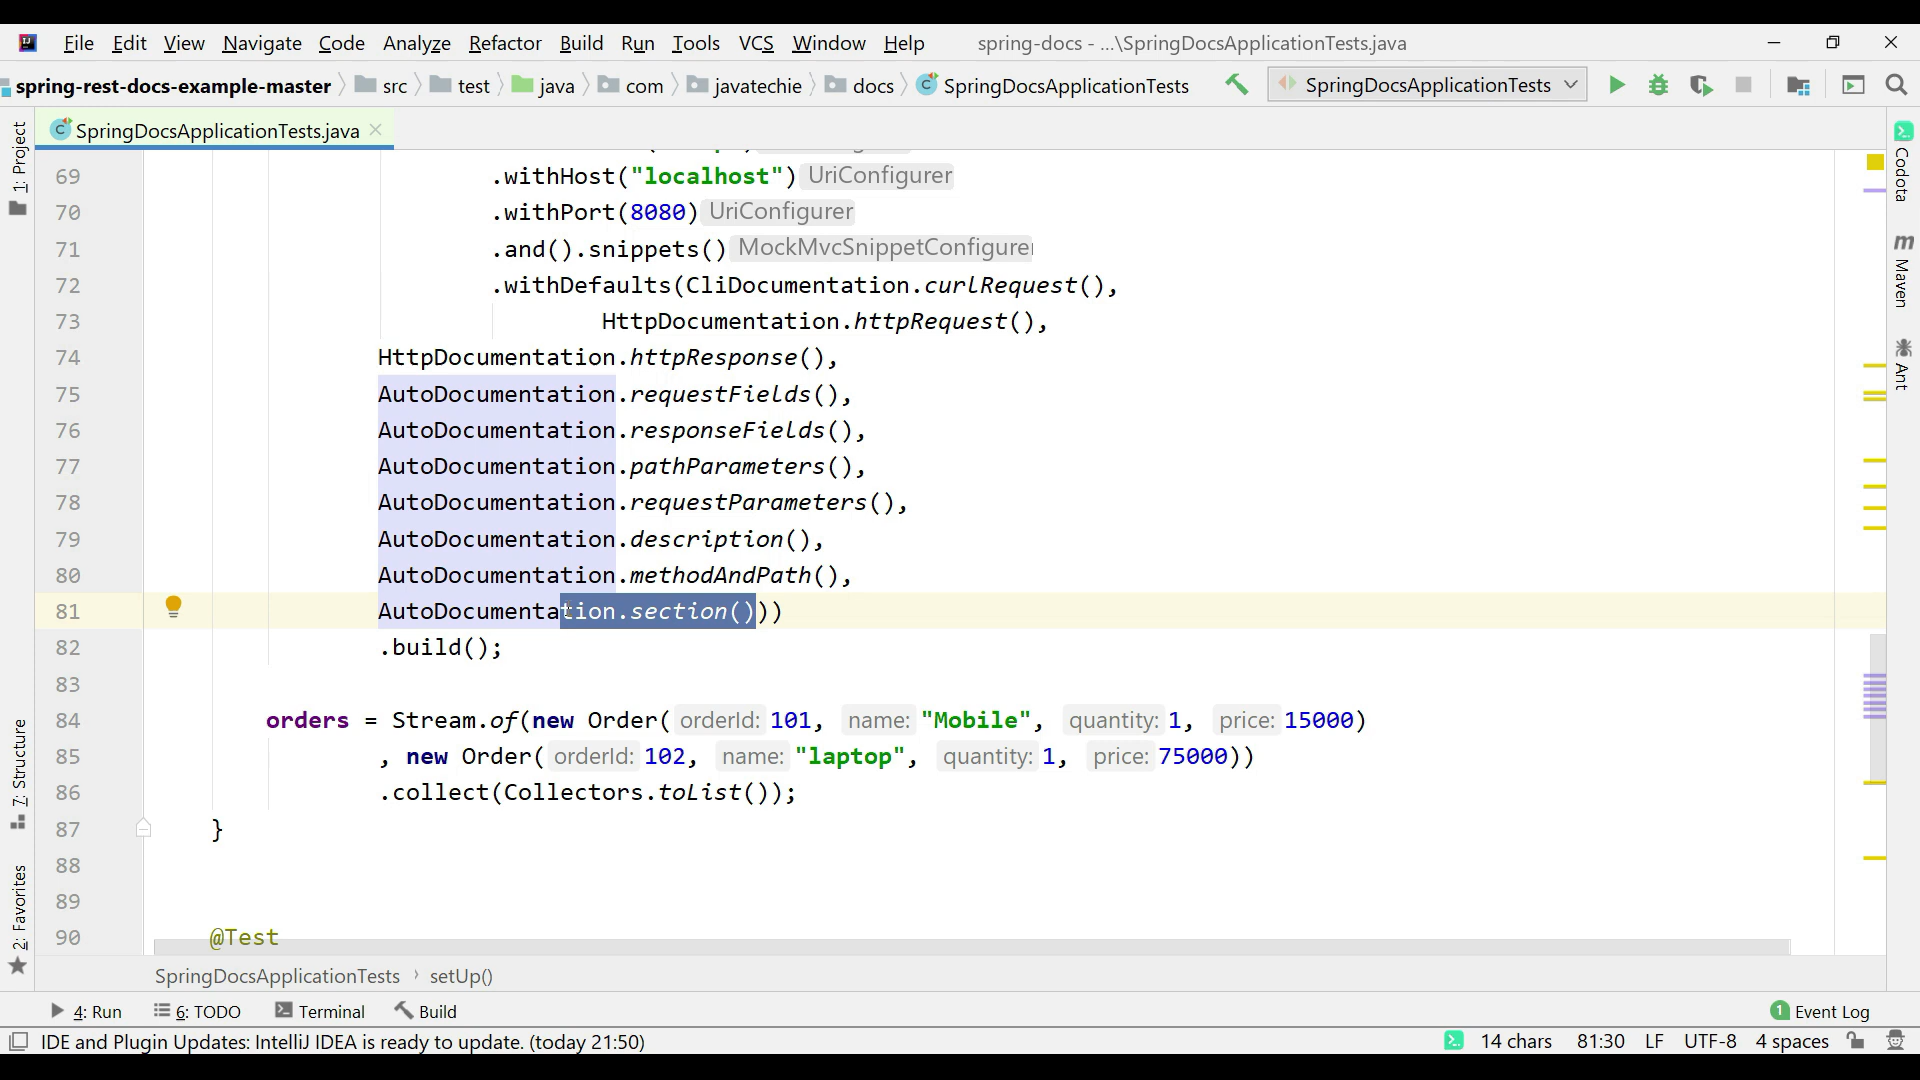 File Edit View Navigate Code Analyze Refactor Build Run Tools VCS Window Help spring-docs - ...\SpringDocsApplicationTests.java
spring-rest-docs-example-master src test java com javatechie docs SpringDocsApplicationTests SpringDocsApplicationTests
SpringDocsApplicationTests.java
69 .withHost("localhost") UriConfigurer
70 .withPort(8080) UriConfigurer
71 .and().snippets() MockMvcSnippetConfigurer
72 .withDefaults(CliDocumentation.curlRequest(),
73 HttpDocumentation.httpRequest(),
74 HttpDocumentation.httpResponse(),
75 AutoDocumentation.requestFields(),
76 AutoDocumentation.responseFields(),
77 AutoDocumentation.pathParameters(),
78 AutoDocumentation.requestParameters(),
79 AutoDocumentation.description(),
80 AutoDocumentation.methodAndPath(),
81 AutoDocumentation.section()))
82 .build();
83
84 orders = Stream.of(new Order( orderId: 101, name: "Mobile", quantity: 1, price: 15000)
85 , new Order( orderId: 102, name: "laptop", quantity: 1, price: 75000))
86 .collect(Collectors.toList());
87 }
88
89
90 @Test
SpringDocsApplicationTests › setUp()
4: Run 6: TODO Terminal Build 1 Event Log
IDE and Plugin Updates: IntelliJ IDEA is ready to update. (today 21:50) 14 chars 81:30 LF UTF-8 4 spaces
1: Project
7: Structure
2: Favorites
Codota
m Maven
Ant